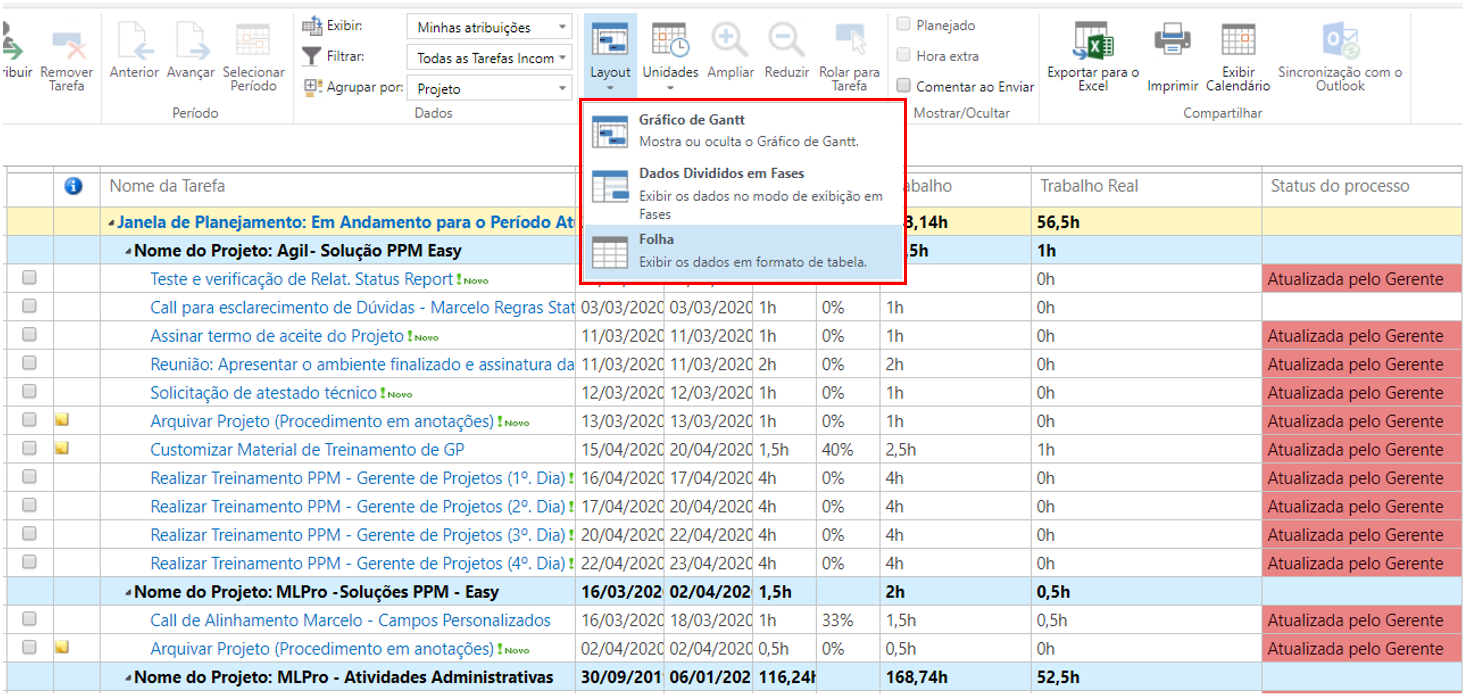 ribuir
Remover
Tarefa
Anterior
Avançar
Selecionar
Período
Período
Exibir:
Minhas atribuições
Filtrar:
Todas as Tarefas Incom
Agrupar por:
Projeto
Dados
Layout
Unidades
Ampliar
Reduzir
Rolar para
Tarefa
Planejado
Hora extra
Comentar ao Enviar
Mostrar/Ocultar
Exportar para o
Excel
Imprimir
Exibir
Calendário
Sincronização com o
Outlook
Compartilhar
Gráfico de Gantt
Mostra ou oculta o Gráfico de Gantt.
Dados Divididos em Fases
Exibir os dados no modo de exibição em
Fases
Folha
Exibir os dados em formato de tabela.
Nome da Tarefa abalho Trabalho Real Status do processo
Janela de Planejamento: Em Andamento para o Período At 3,14h 56,5h
Nome do Projeto: Agil- Solução PPM Easy 5h 1h
Teste e verificação de Relat. Status Report ! Novo 0h Atualizada pelo Gerente
Call para esclarecimento de Dúvidas - Marcelo Regras Stat 03/03/2020 03/03/2020 1h 0% 1h 0h
Assinar termo de aceite do Projeto ! Novo 11/03/2020 11/03/2020 1h 0% 1h 0h Atualizada pelo Gerente
Reunião: Apresentar o ambiente finalizado e assinatura da 11/03/2020 11/03/2020 2h 0% 2h 0h Atualizada pelo Gerente
Solicitação de atestado técnico ! Novo 12/03/2020 12/03/2020 1h 0% 1h 0h Atualizada pelo Gerente
Arquivar Projeto (Procedimento em anotações) ! Novo 13/03/2020 13/03/2020 1h 0% 1h 0h Atualizada pelo Gerente
Customizar Material de Treinamento de GP 15/04/2020 20/04/2020 1,5h 40% 2,5h 1h Atualizada pelo Gerente
Realizar Treinamento PPM - Gerente de Projetos (1º. Dia) ! 16/04/2020 17/04/2020 4h 0% 4h 0h Atualizada pelo Gerente
Realizar Treinamento PPM - Gerente de Projetos (2º. Dia) ! 17/04/2020 20/04/2020 4h 0% 4h 0h Atualizada pelo Gerente
Realizar Treinamento PPM - Gerente de Projetos (3º. Dia) ! 20/04/2020 22/04/2020 4h 0% 4h 0h Atualizada pelo Gerente
Realizar Treinamento PPM - Gerente de Projetos (4º. Dia) ! 22/04/2020 23/04/2020 4h 0% 4h 0h Atualizada pelo Gerente
Nome do Projeto: MLPro -Soluções PPM - Easy 16/03/202 02/04/202 1,5h 2h 0,5h
Call de Alinhamento Marcelo - Campos Personalizados 16/03/2020 18/03/2020 1h 33% 1,5h 0,5h Atualizada pelo Gerente
Arquivar Projeto (Procedimento em anotações) ! Novo 02/04/2020 02/04/2020 0,5h 0% 0,5h 0h Atualizada pelo Gerente
Nome do Projeto: MLPro - Atividades Administrativas 30/09/201 06/01/202 116,24h 168,74h 52,5h